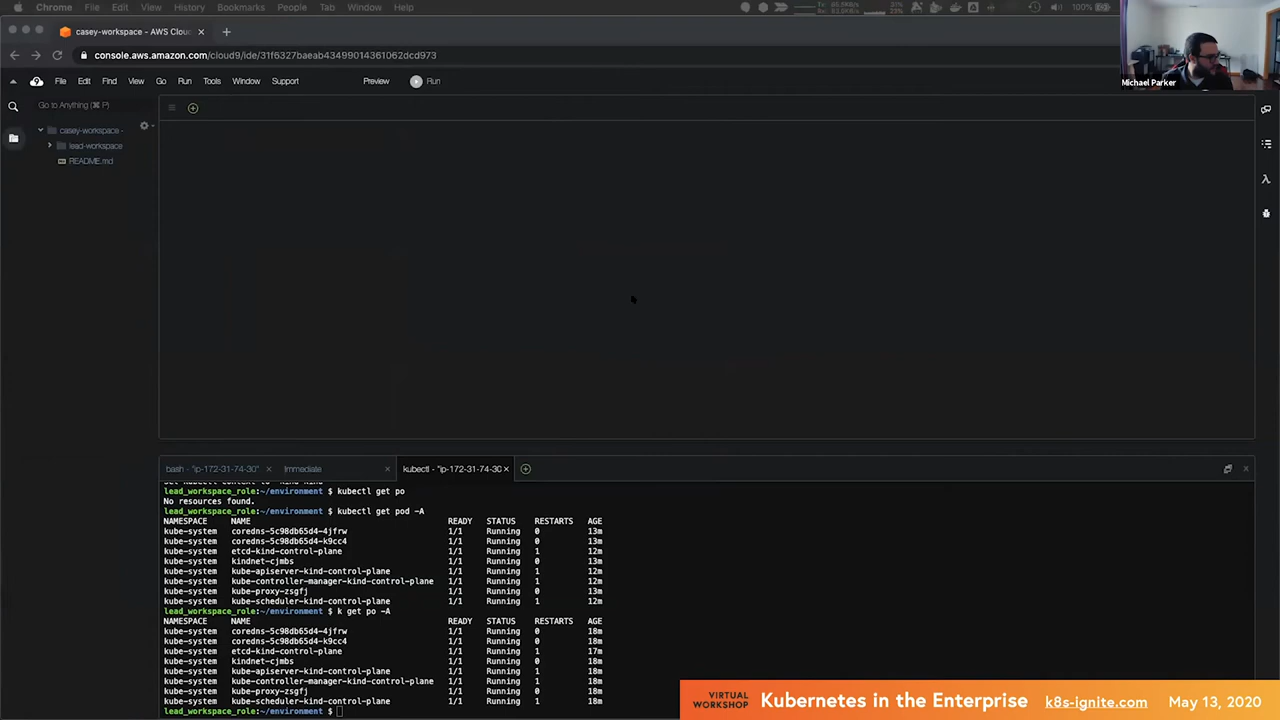 Chrome File Edit View History Bookmarks People Tab Window Help
100%
casey-workspace - AWS Clou
console.aws.amazon.com/cloud9/ide/31f6327baeab43499014361062dcd973
Michael Parker
File Edit Find View Go Run Tools Window Support Preview Run
Go to Anything (⌘ P)
casey-workspace -
lead-workspace
README.md
bash - "ip-172-31-74-30" Immediate kubectl - "ip-172-31-74-30
lead_workspace_role:~/environment $ kubectl get po
No resources found.
lead_workspace_role:~/environment $ kubectl get pod -A
NAMESPACE NAME READY STATUS RESTARTS AGE
kube-system coredns-5c98db65d4-4jfrw 1/1 Running 0 13m
kube-system coredns-5c98db65d4-k9cc4 1/1 Running 0 13m
kube-system etcd-kind-control-plane 1/1 Running 1 12m
kube-system kindnet-cjmbs 1/1 Running 0 13m
kube-system kube-apiserver-kind-control-plane 1/1 Running 1 12m
kube-system kube-controller-manager-kind-control-plane 1/1 Running 1 12m
kube-system kube-proxy-zsgfj 1/1 Running 0 13m
kube-system kube-scheduler-kind-control-plane 1/1 Running 1 12m
lead_workspace_role:~/environment $ k get po -A
NAMESPACE NAME READY STATUS RESTARTS AGE
kube-system coredns-5c98db65d4-4jfrw 1/1 Running 0 18m
kube-system coredns-5c98db65d4-k9cc4 1/1 Running 0 18m
kube-system etcd-kind-control-plane 1/1 Running 1 17m
kube-system kindnet-cjmbs 1/1 Running 0 18m
kube-system kube-apiserver-kind-control-plane 1/1 Running 1 18m
kube-system kube-controller-manager-kind-control-plane 1/1 Running 1 18m
kube-system kube-proxy-zsgfj 1/1 Running 0 18m
kube-system kube-scheduler-kind-control-plane 1/1 Running 1 18m
lead_workspace_role:~/environment $
VIRTUAL
WORKSHOP
Kubernetes in the Enterprise k8s-ignite.com May 13, 2020